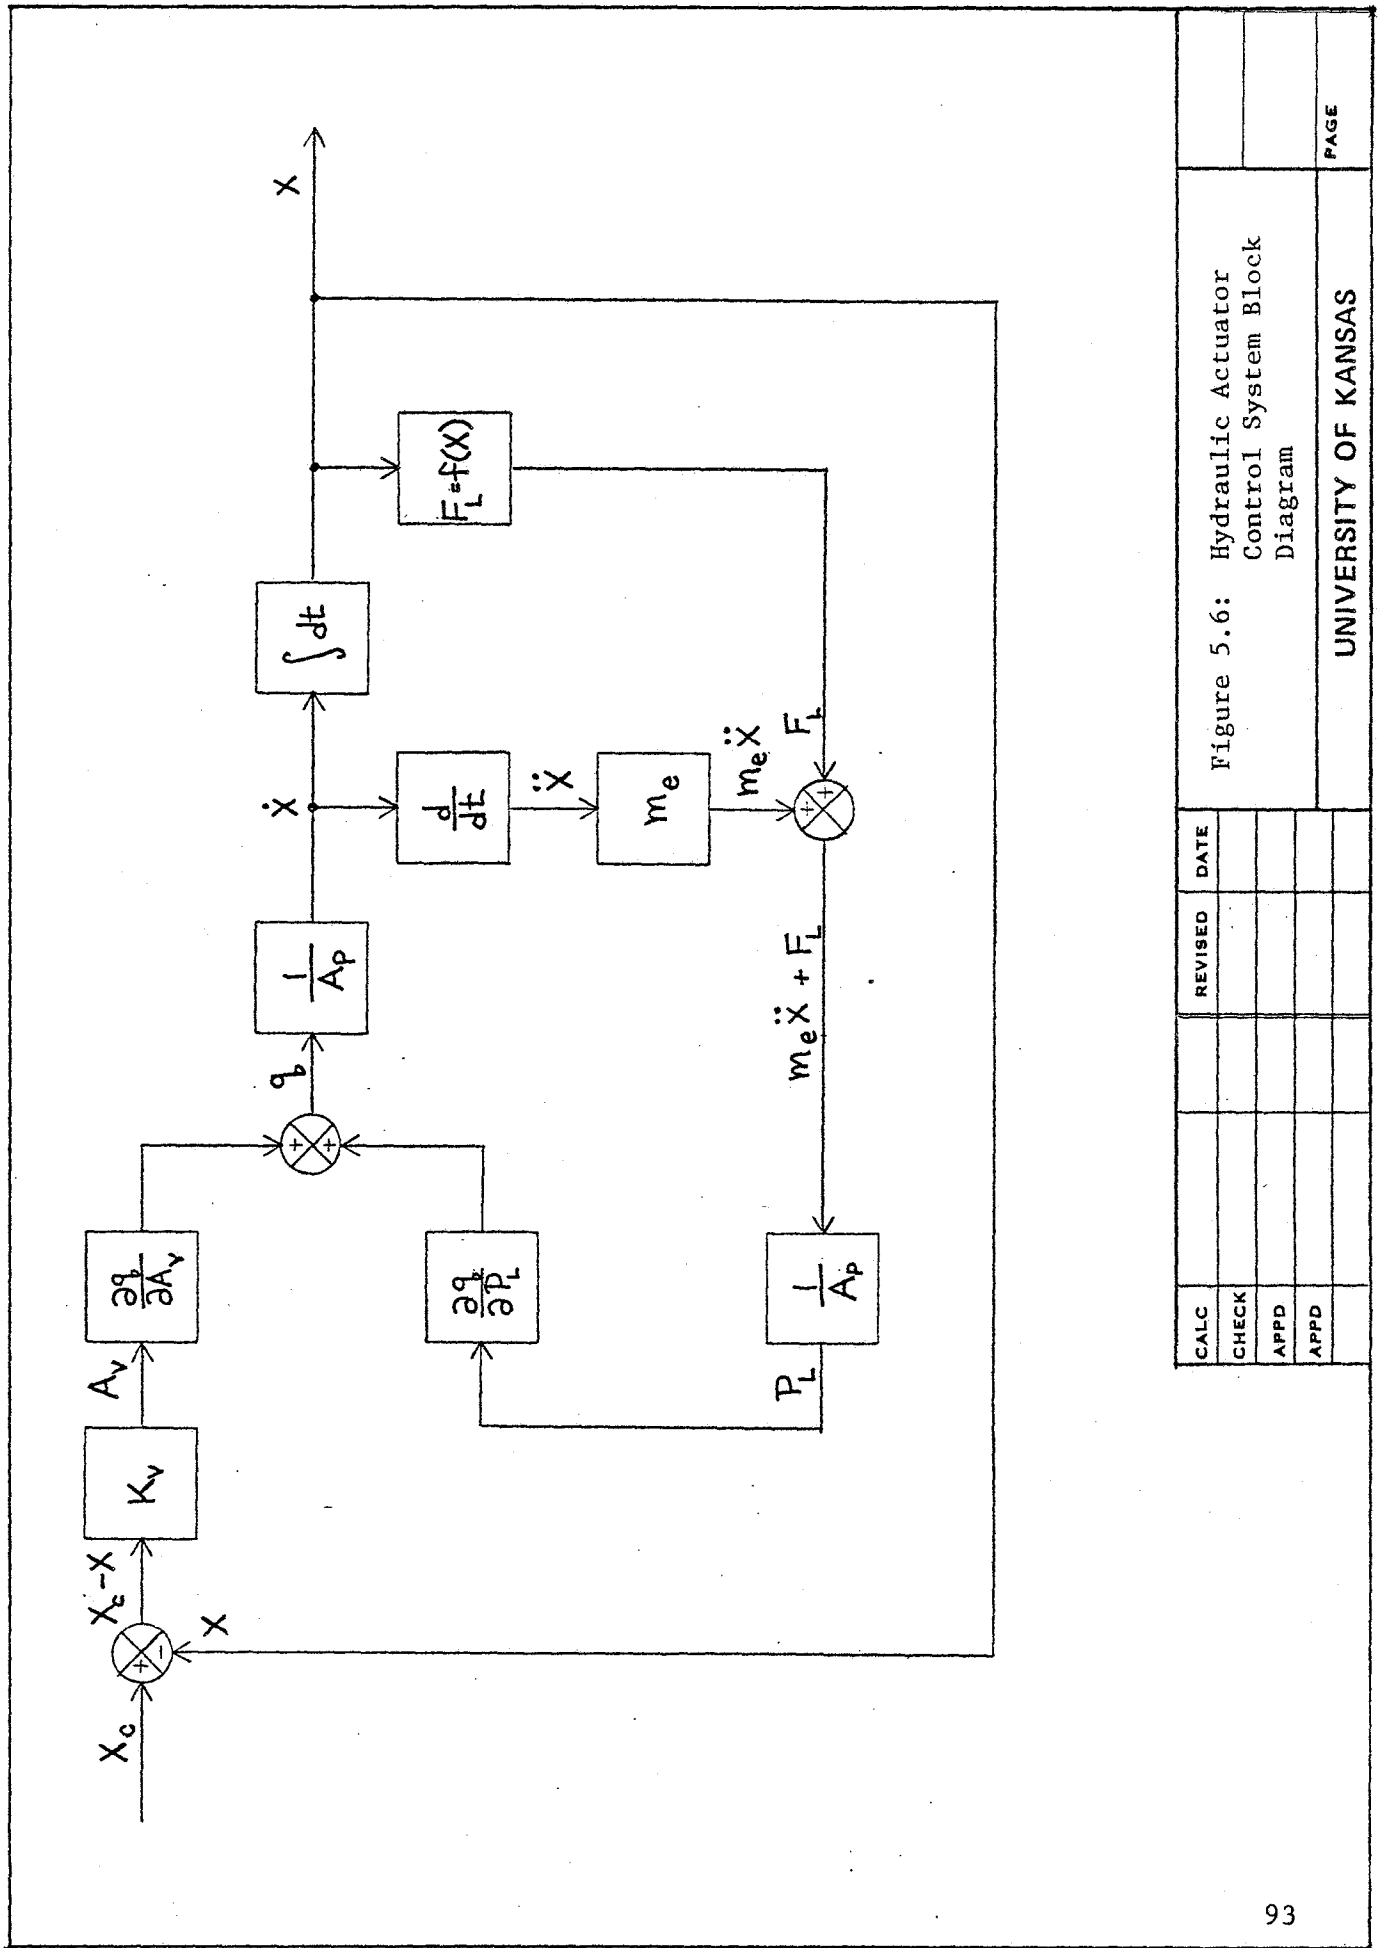 X_c
X_c-X
X
K_v
A_v
∂q/∂A_v
∂q/∂P_L
q
1/A_P
Ẋ
∫dt
X
d/dt
Ẍ
m_e
m_eẌ
F_L=f(X)
F_L
m_eẌ + F_L
1/A_P
P_L
+
-
+
+
+
+
CALC
CHECK
APPD
APPD
REVISED DATE
Figure 5.6: Hydraulic Actuator
Control System Block
Diagram
UNIVERSITY OF KANSAS
PAGE
93